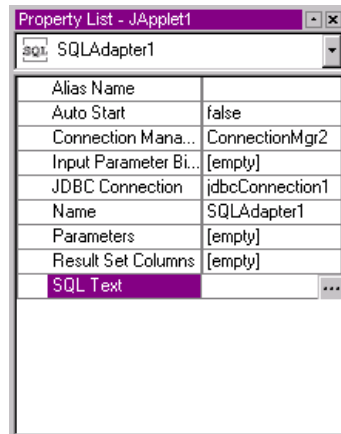 Property List - JApplet1
SQL SQLAdapter1
Alias Name
Auto Start false
Connection Mana... ConnectionMgr2
Input Parameter Bi... [empty]
JDBC Connection jdbcConnection1
Name SQLAdapter1
Parameters [empty]
Result Set Columns [empty]
SQL Text ...